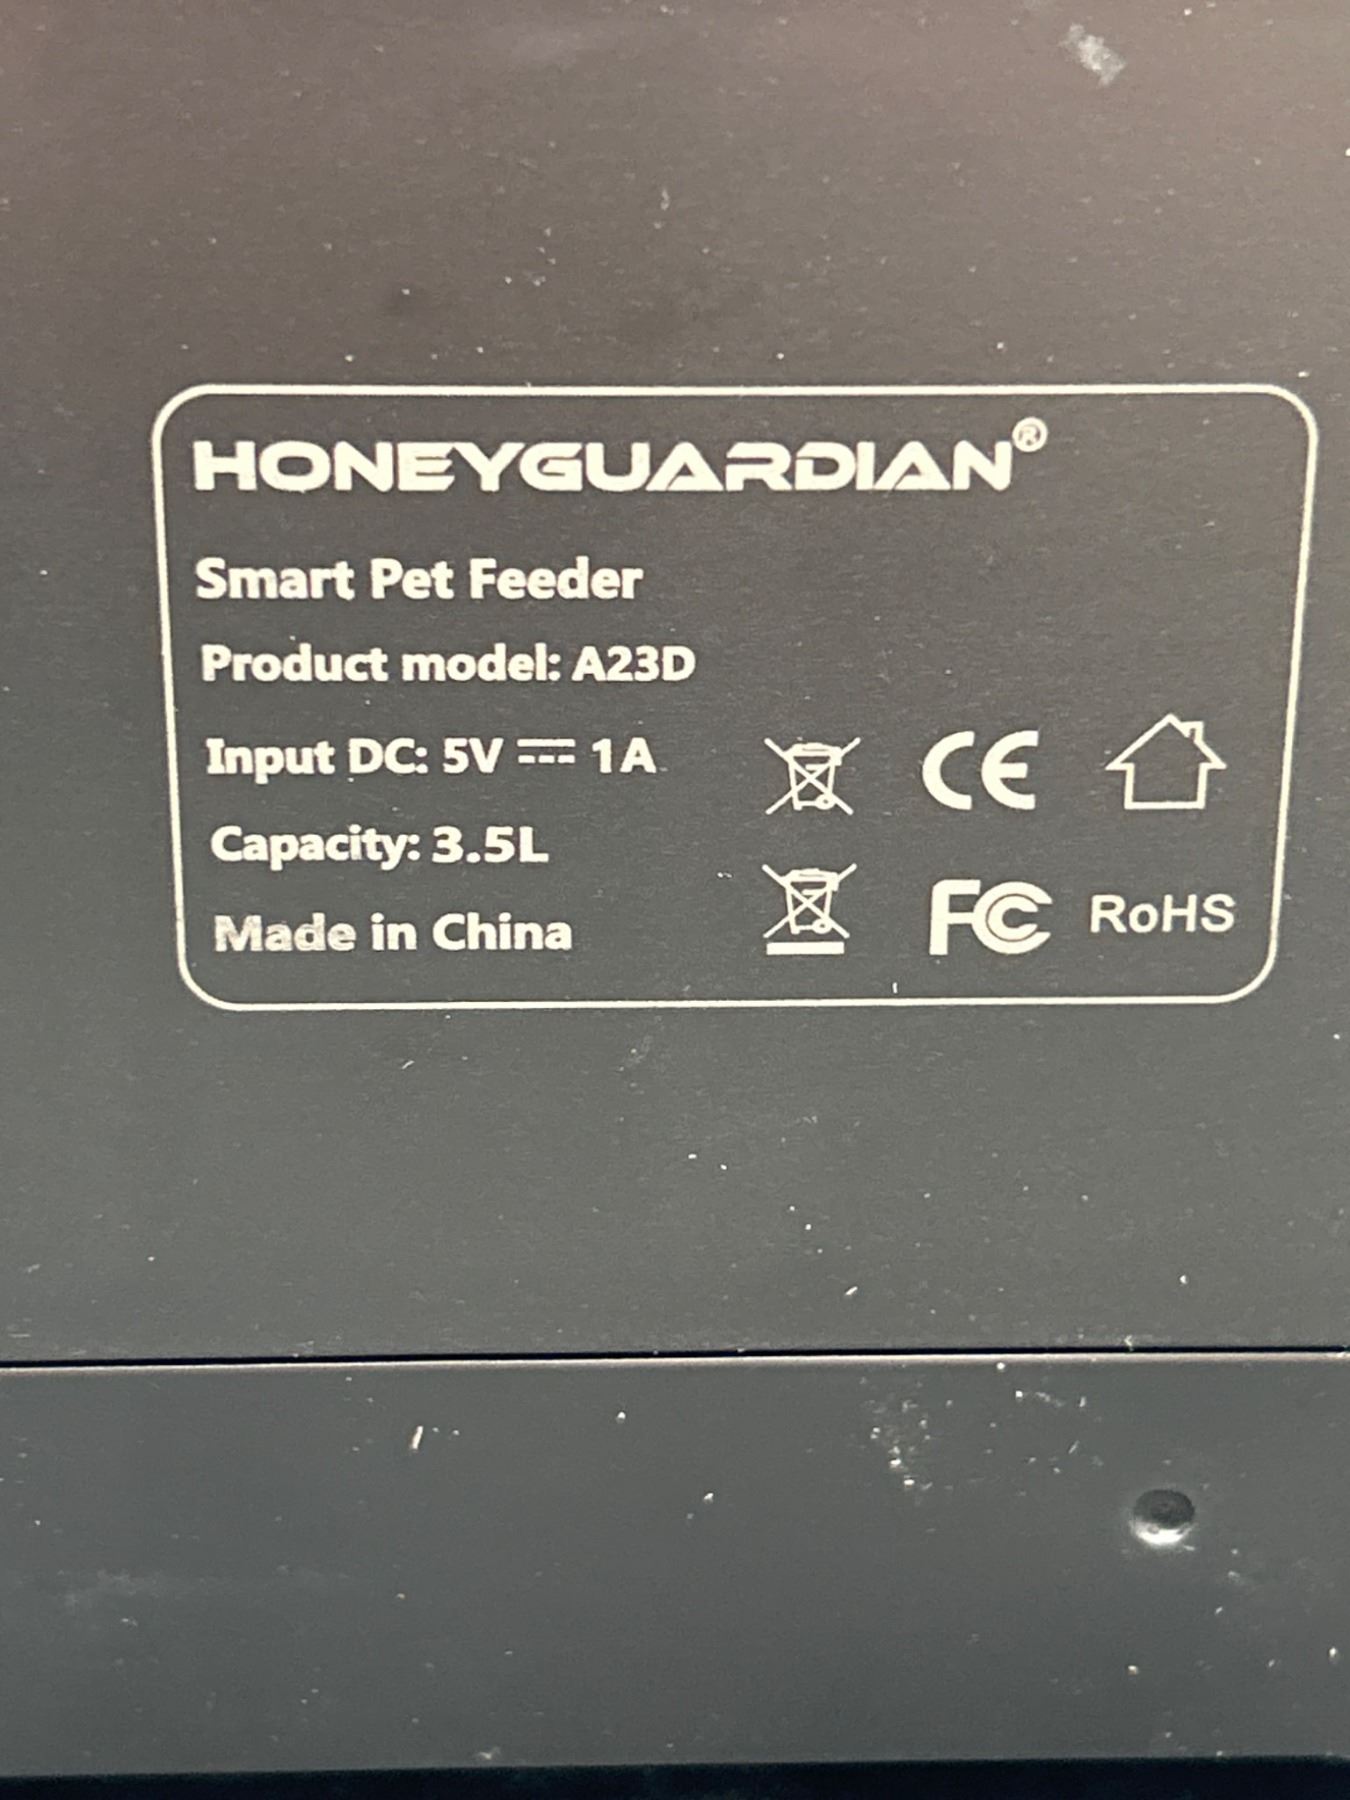 HONEYGUARDIAN®
Smart Pet Feeder
Product model: A23D
Input DC: 5V ⎓ 1A
Capacity: 3.5L
Made in China
CE
FC RoHS